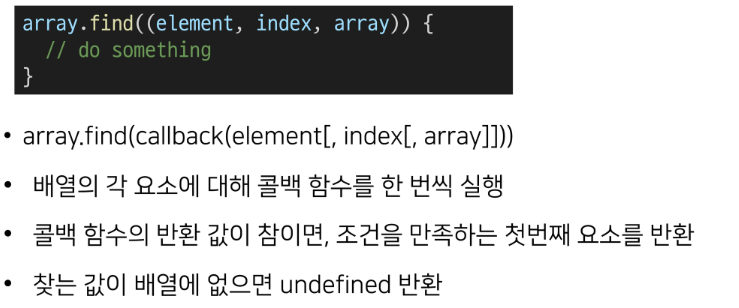 array.find((element, index, array)) {
  // do something
}
• array.find(callback(element[, index[, array]]))
• 배열의 각 요소에 대해 콜백 함수를 한 번씩 실행
• 콜백 함수의 반환 값이 참이면, 조건을 만족하는 첫번째 요소를 반환
• 찾는 값이 배열에 없으면 undefined 반환